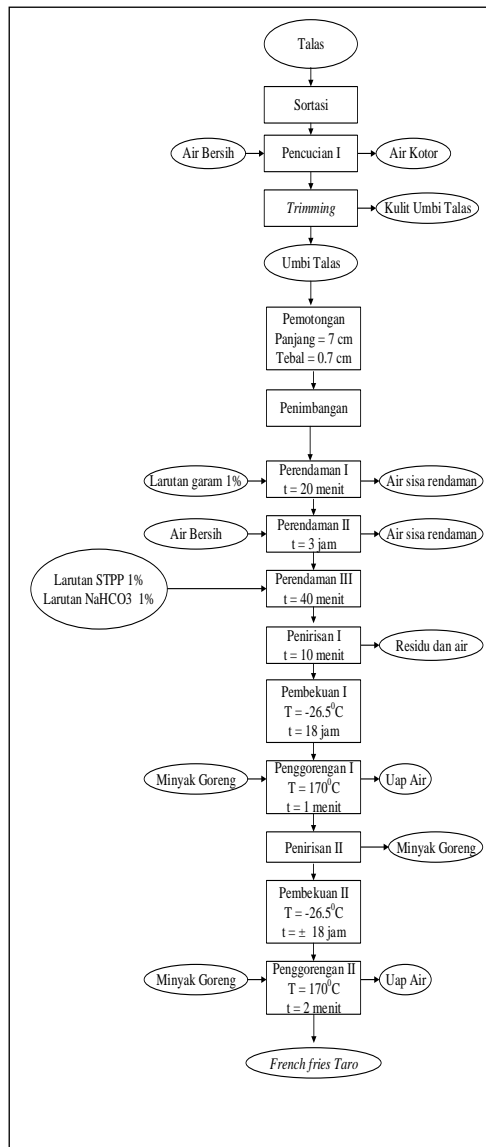 Talas
Sortasi
Air Bersih
Pencucian I
Air Kotor
Trimming
Kulit Umbi Talas
Umbi Talas
Pemotongan
Panjang = 7 cm
Tebal = 0.7 cm
Penimbangan
Larutan garam 1%
Perendaman I
t = 20 menit
Air sisa rendaman
Air Bersih
Perendaman II
t = 3 jam
Air sisa rendaman
Larutan STPP 1%
Larutan NaHCO3 1%
Perendaman III
t = 40 menit
Penirisan I
t = 10 menit
Residu dan air
Pembekuan I
T = -26.5⁰C
t = 18 jam
Minyak Goreng
Penggorengan I
T = 170⁰C
t = 1 menit
Uap Air
Penirisan II
Minyak Goreng
Pembekuan II
T = -26.5⁰C
t = ± 18 jam
Minyak Goreng
Penggorengan II
T = 170⁰C
t = 2 menit
Uap Air
French fries Taro